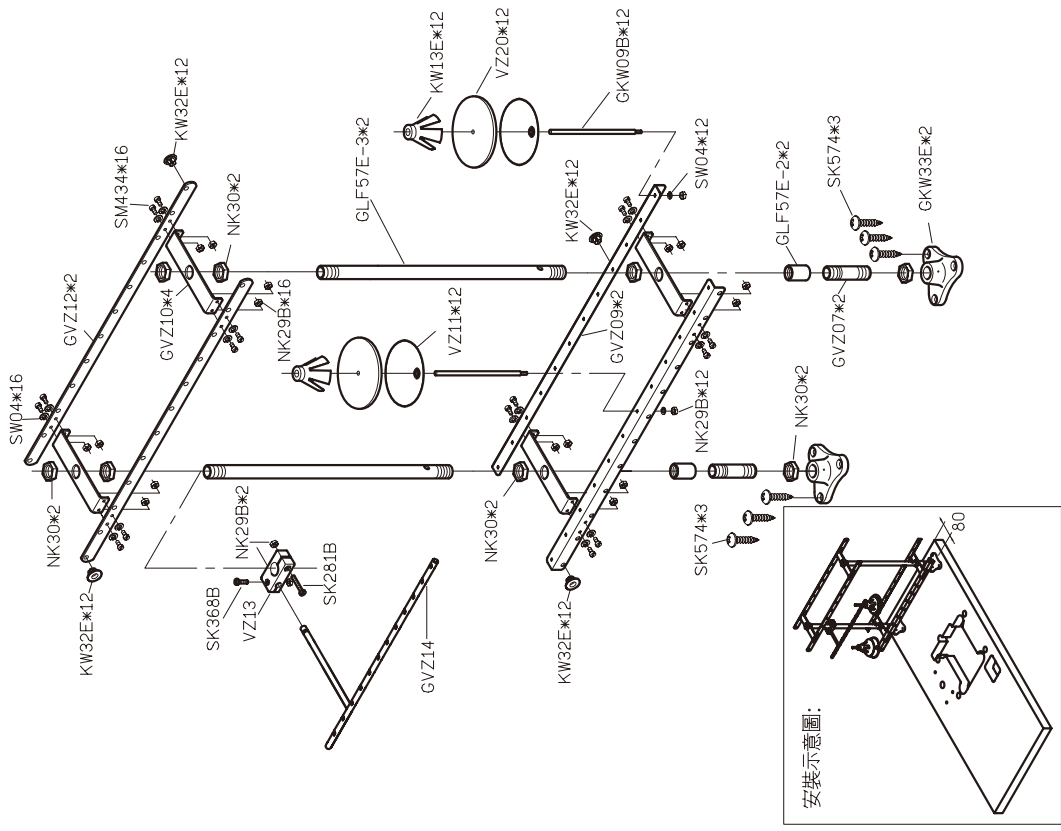 SW04*16
GVZ12*2
SM434*16
KW32E*12
NK30*2
GVZ10*4
NK30*2
NK29B*16
KW32E*12
KW13E*12
VZ20*12
GKW09B*12
GLF57E-3*2
VZ11*12
KW32E*12
SW04*12
GVZ09*2
NK29B*12
NK29B*2
SK368B
VZ13
SK281B
GVZ14
NK30*2
KW32E*12
GLF57E-2*2
SK574*3
GKW33E*2
GVZ07*2
NK30*2
SK574*3
安裝示意圖:
80